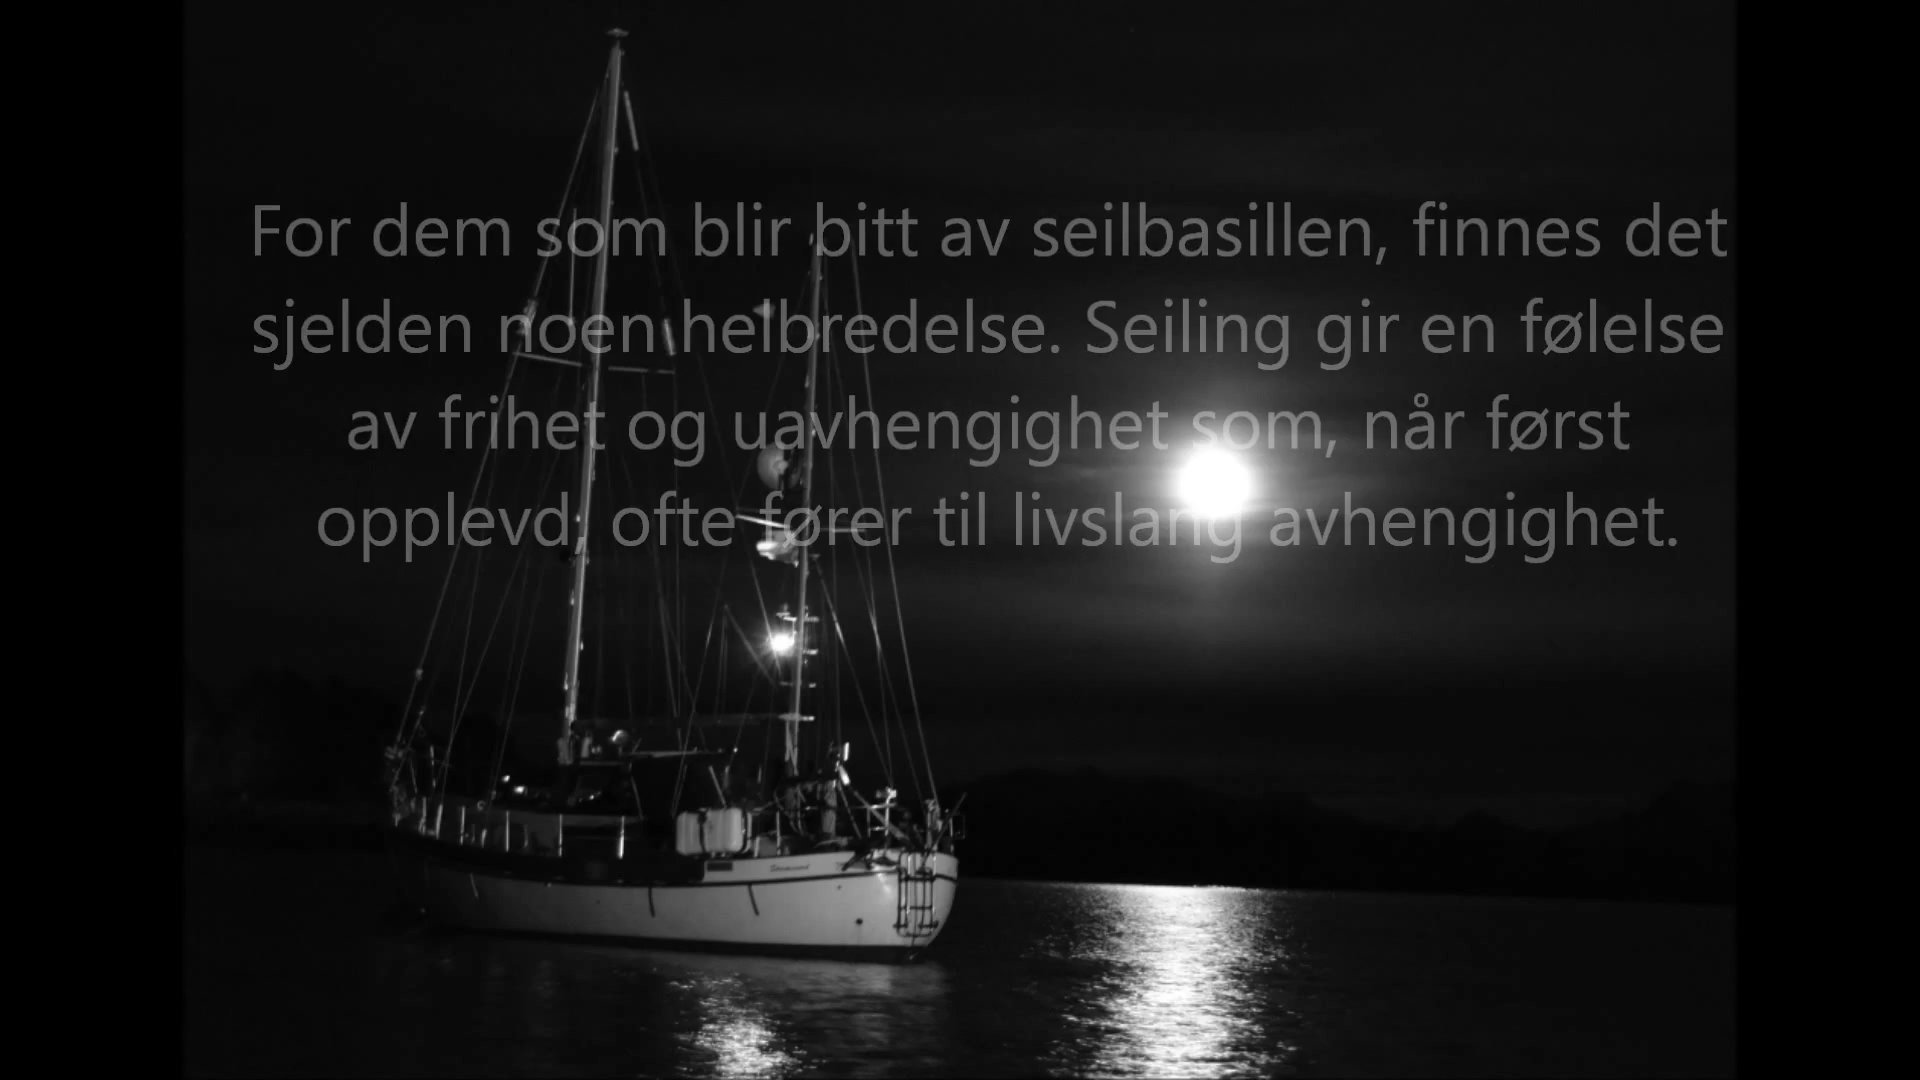 For dem som blir bitt av seilbasillen, finnes det
sjelden noen helbredelse. Seiling gir en følelse
av frihet og uavhengighet som, når først
opplevd, ofte fører til livslang avhengighet.